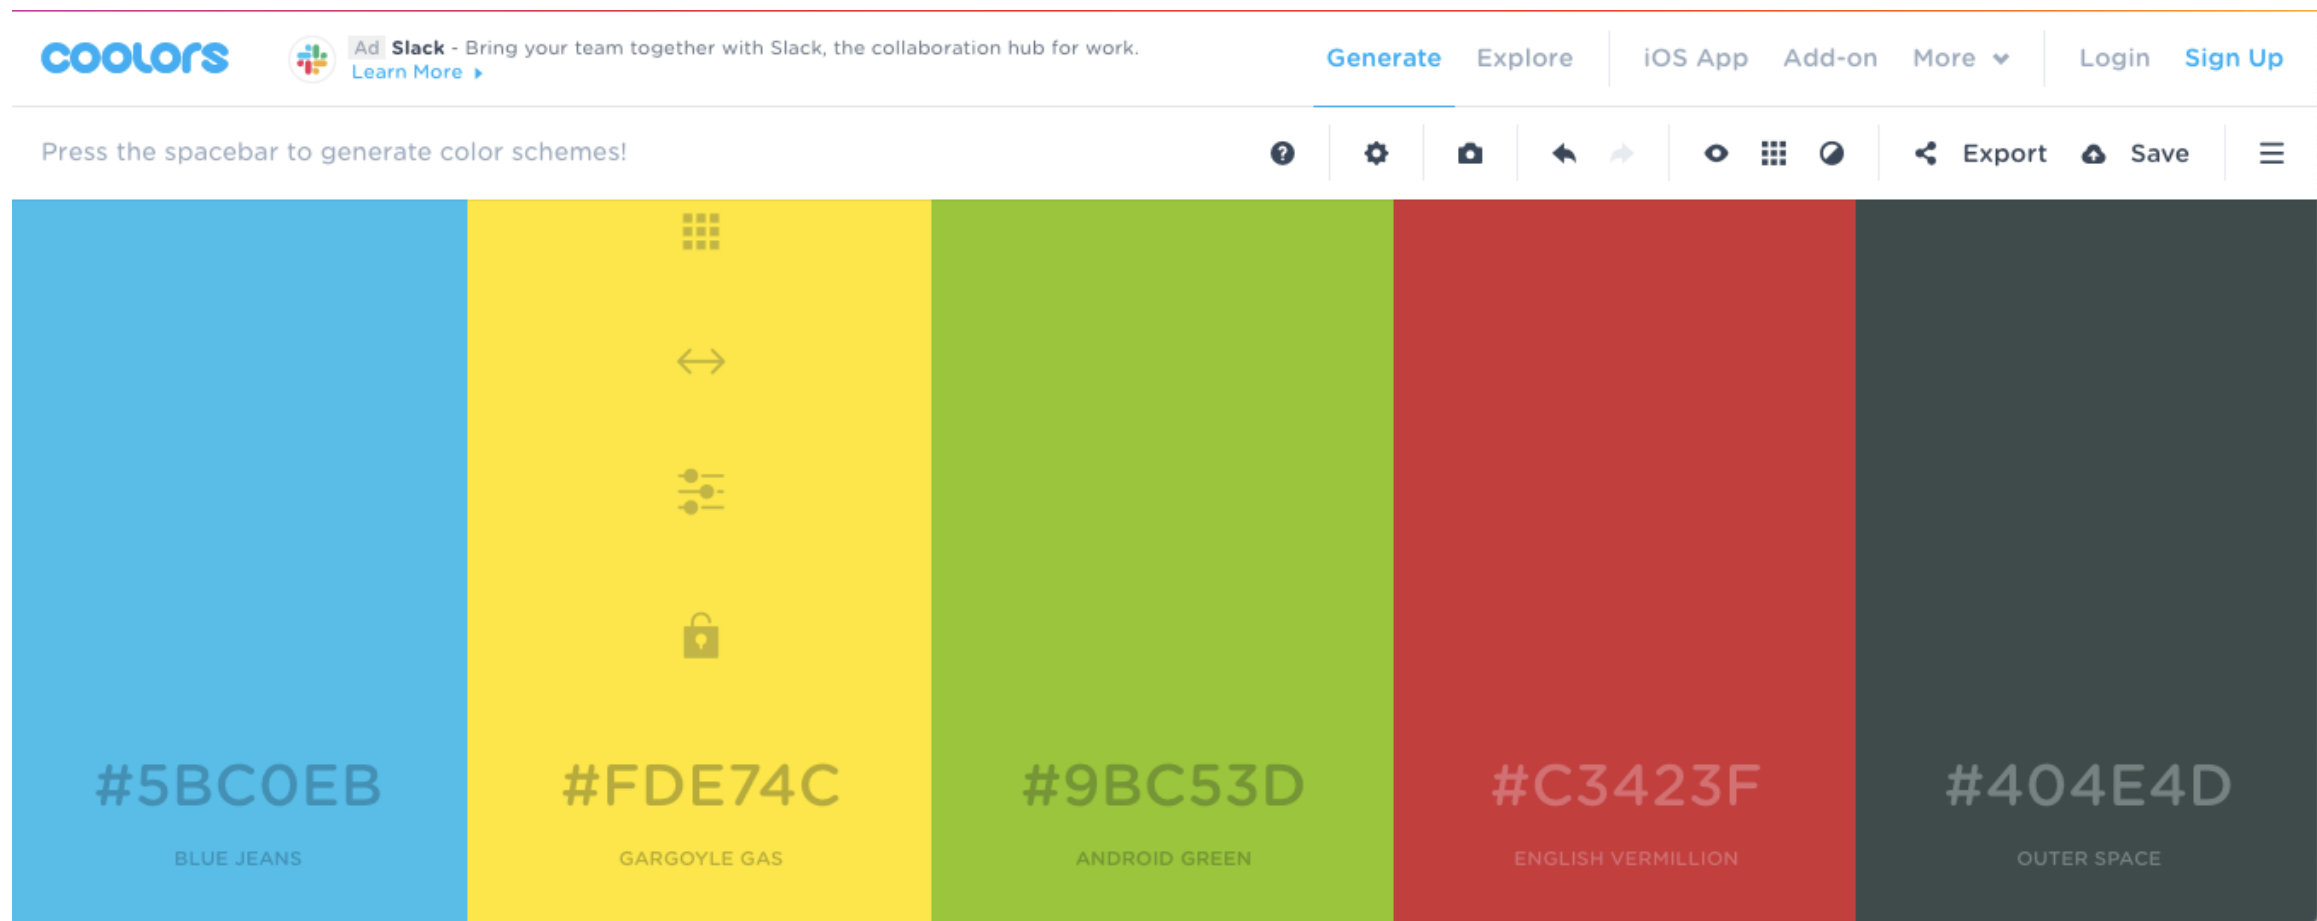 coolors
Ad Slack - Bring your team together with Slack, the collaboration hub for work.
Learn More
Generate Explore iOS App Add-on More Login Sign Up
Press the spacebar to generate color schemes!
Export Save
#5BC0EB #FDE74C #9BC53D #C3423F #404E4D
BLUE JEANS GARGOYLE GAS ANDROID GREEN ENGLISH VERMILLION OUTER SPACE